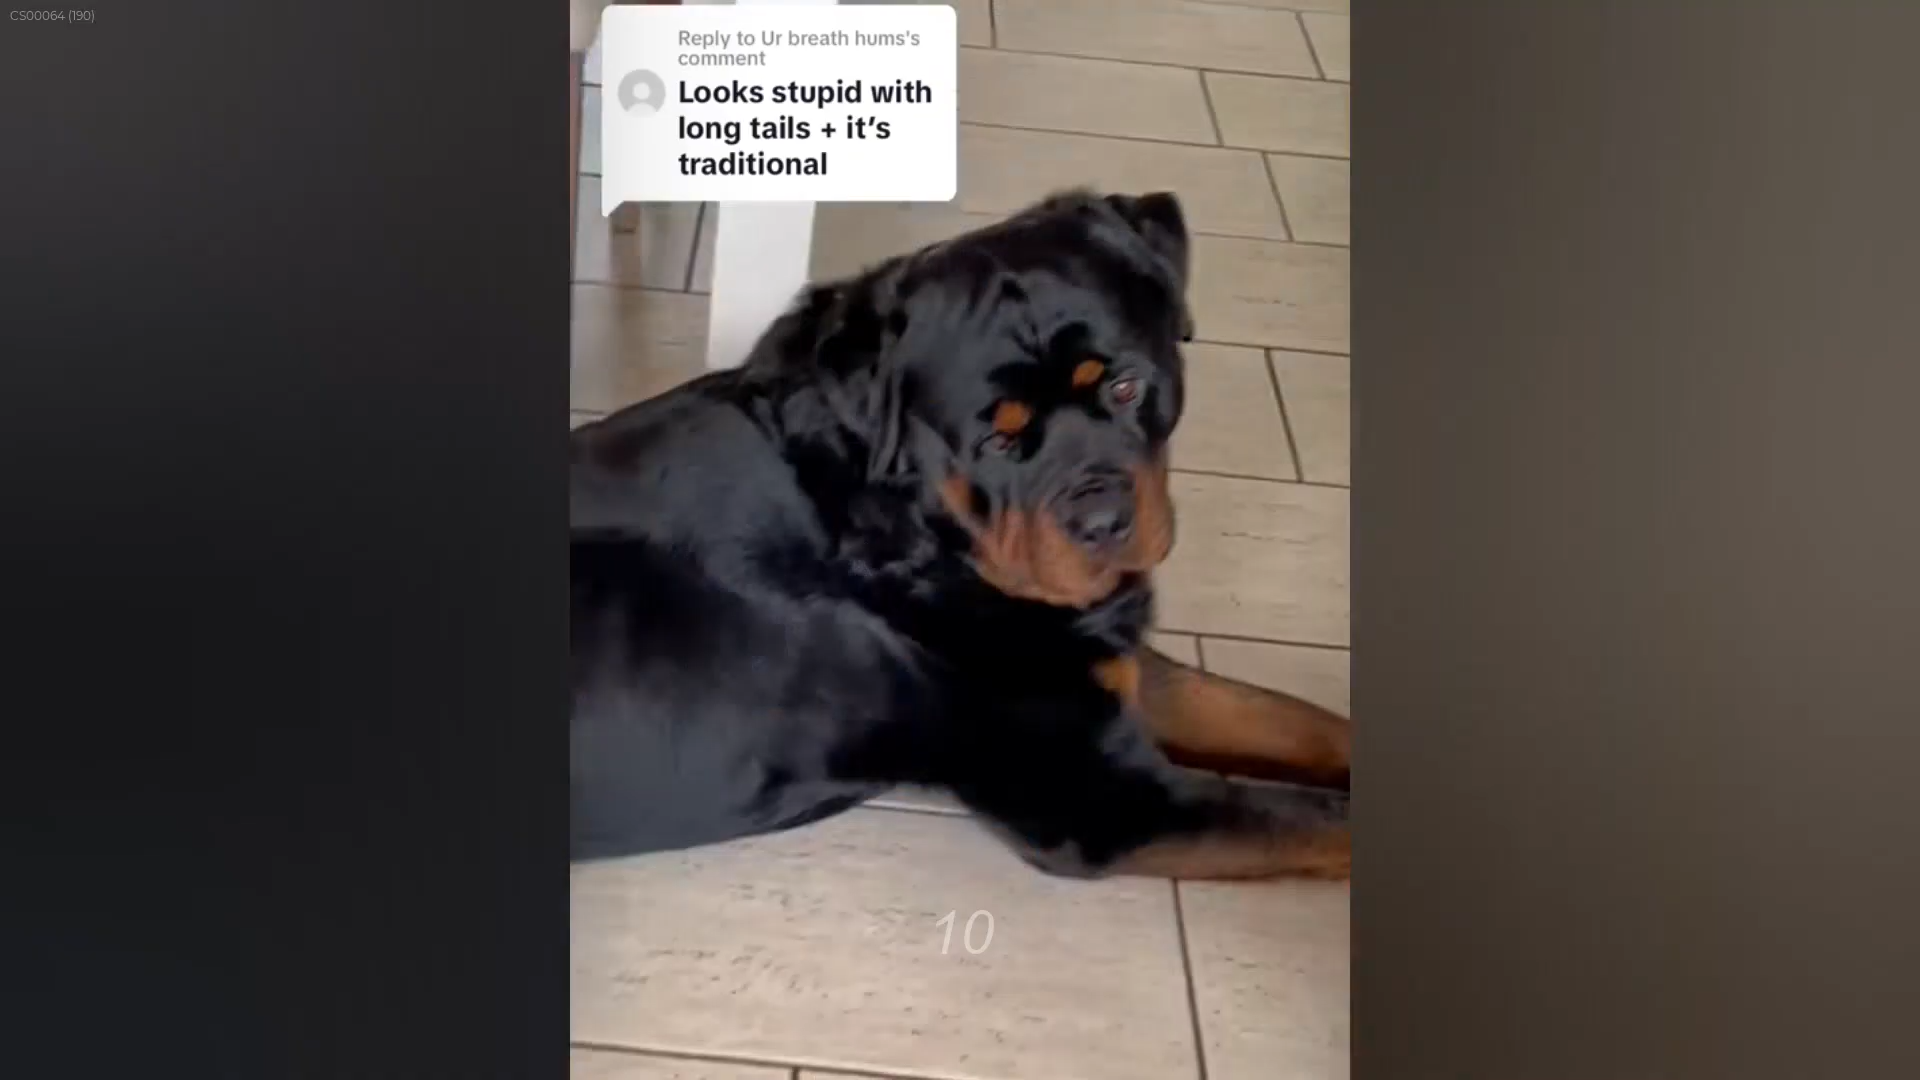 CS00064 (190)
Reply to Ur breath hums's
comment
Looks stupid with
long tails + it’s
traditional
10